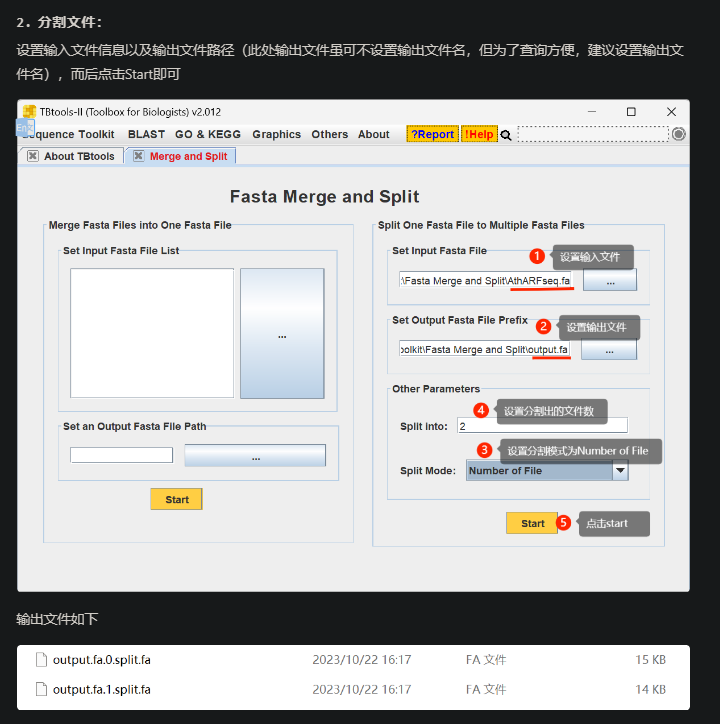 2．分割文件：
设置输入文件信息以及输出文件路径（此处输出文件虽可不设置输出文件名，但为了查询方便，建议设置输出文
件名），而后点击Start即可
TBtools-II (Toolbox for Biologists) v2.012
equence Toolkit BLAST GO & KEGG Graphics Others About ?Report !Help
About TBtools Merge and Split
Fasta Merge and Split
Merge Fasta Files into One Fasta File
Set Input Fasta File List
...
Set an Output Fasta File Path
...
Start
Split One Fasta File to Multiple Fasta Files
Set Input Fasta File
1 设置输入文件
:\Fasta Merge and Split\AthARFseq.fa ...
Set Output Fasta File Prefix
2 设置输出文件
olkit\Fasta Merge and Split\output.fa ...
Other Parameters
4 设置分割出的文件数
Split into: 2
3 设置分割模式为Number of File
Split Mode: Number of File
Start 5 点击start
输出文件如下
output.fa.0.split.fa 2023/10/22 16:17 FA 文件 15 KB
output.fa.1.split.fa 2023/10/22 16:17 FA 文件 14 KB